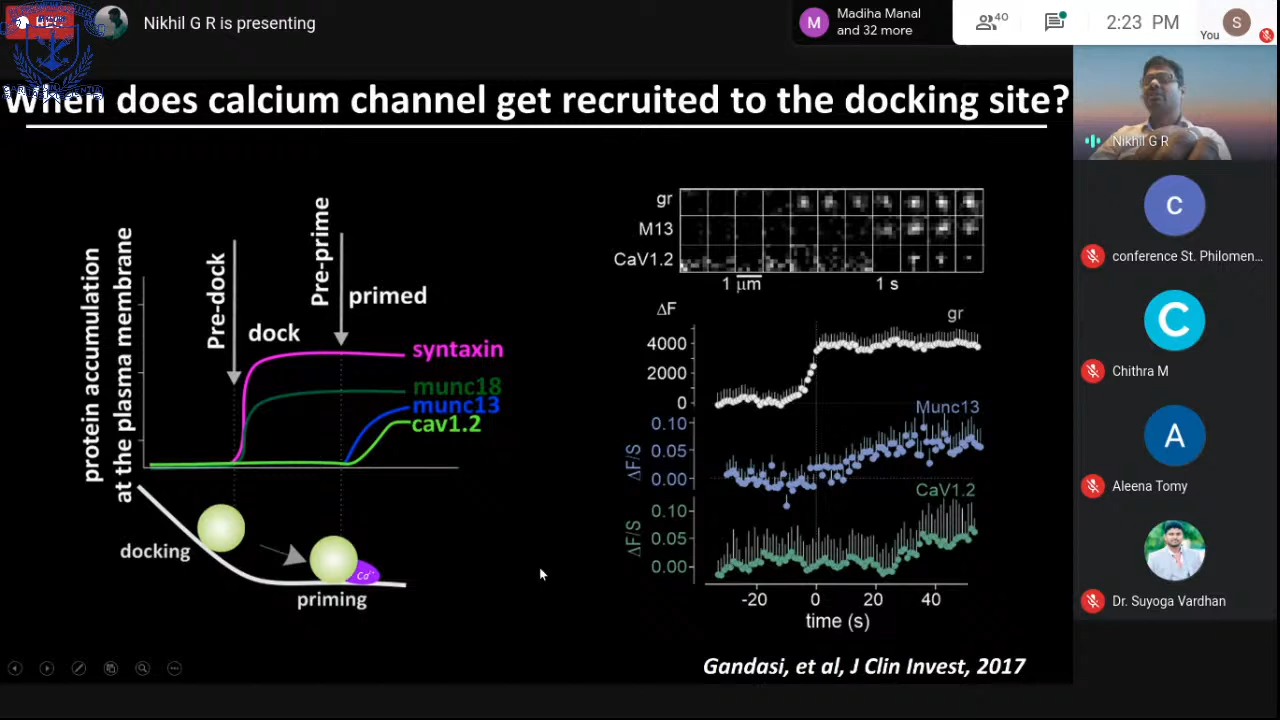 Nikhil G R is presenting
M
Madiha Manal
and 32 more
40
2:23 PM
You
S
When does calcium channel get recruited to the docking site?
Nikhil G R
protein accumulation
at the plasma membrane
Pre-dock
Pre-prime
dock
primed
syntaxin
munc18
munc13
cav1.2
docking
priming
Ca²⁺
gr
M13
CaV1.2
1 µm
1 s
ΔF
gr
4000
2000
0
Munc13
ΔF/S
0.10
0.05
0.00
CaV1.2
ΔF/S
0.10
0.05
0.00
-20
0
20
40
time (s)
Gandasi, et al, J Clin Invest, 2017
C
conference St. Philomen...
C
Chithra M
A
Aleena Tomy
Dr. Suyoga Vardhan